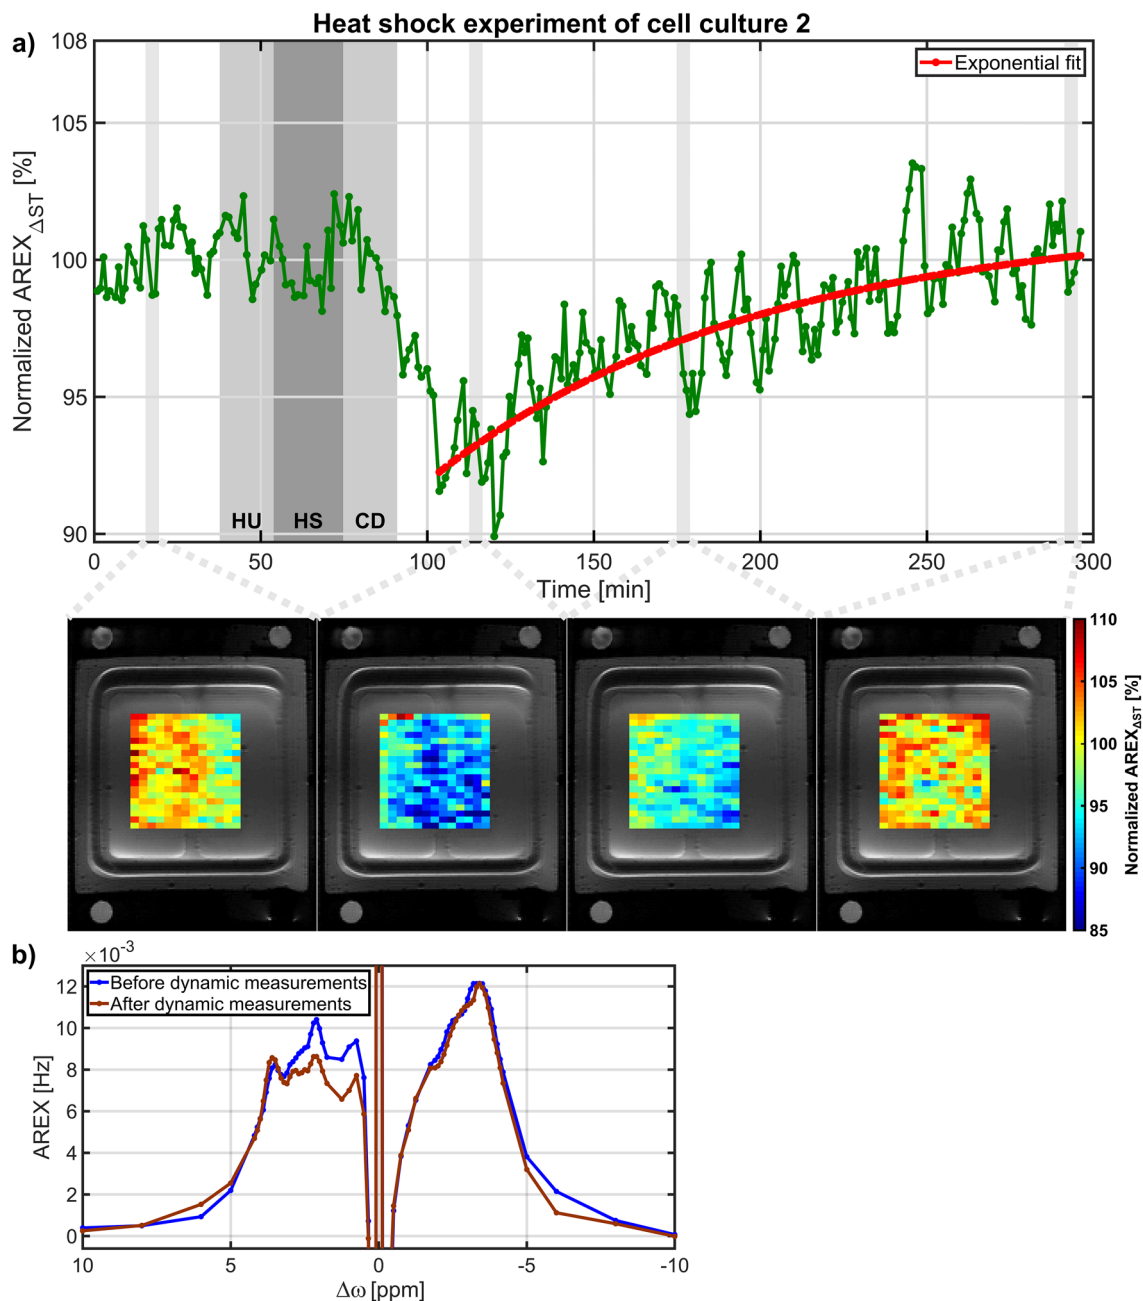 Heat shock experiment of cell culture 2
a)
108
105
100
95
90
Normalized AREX_ΔST [%]
Exponential fit
HU HS CD
0 50 100 150 200 250 300
Time [min]
110
105
100
95
90
85
Normalized AREX_ΔST [%]
b)
×10⁻³
Before dynamic measurements
After dynamic measurements
12
10
8
6
4
2
0
AREX [Hz]
10 5 0 -5 -10
Δω [ppm]